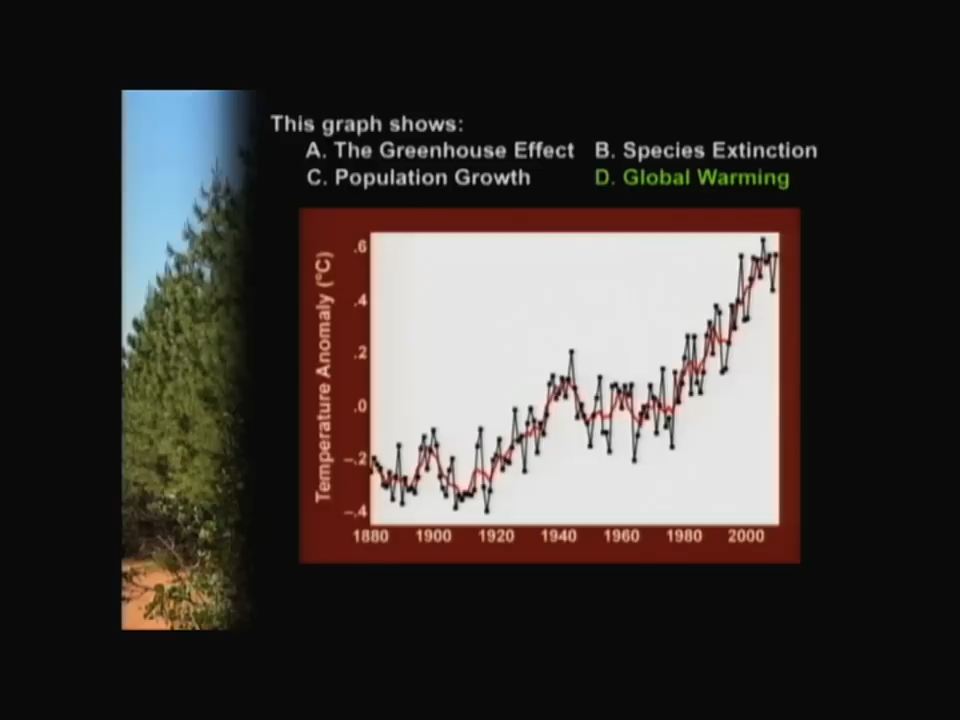 This graph shows:
A. The Greenhouse Effect B. Species Extinction
C. Population Growth D. Global Warming
Temperature Anomaly (°C)
.6
.4
.2
.0
–.2
–.4
1880 1900 1920 1940 1960 1980 2000